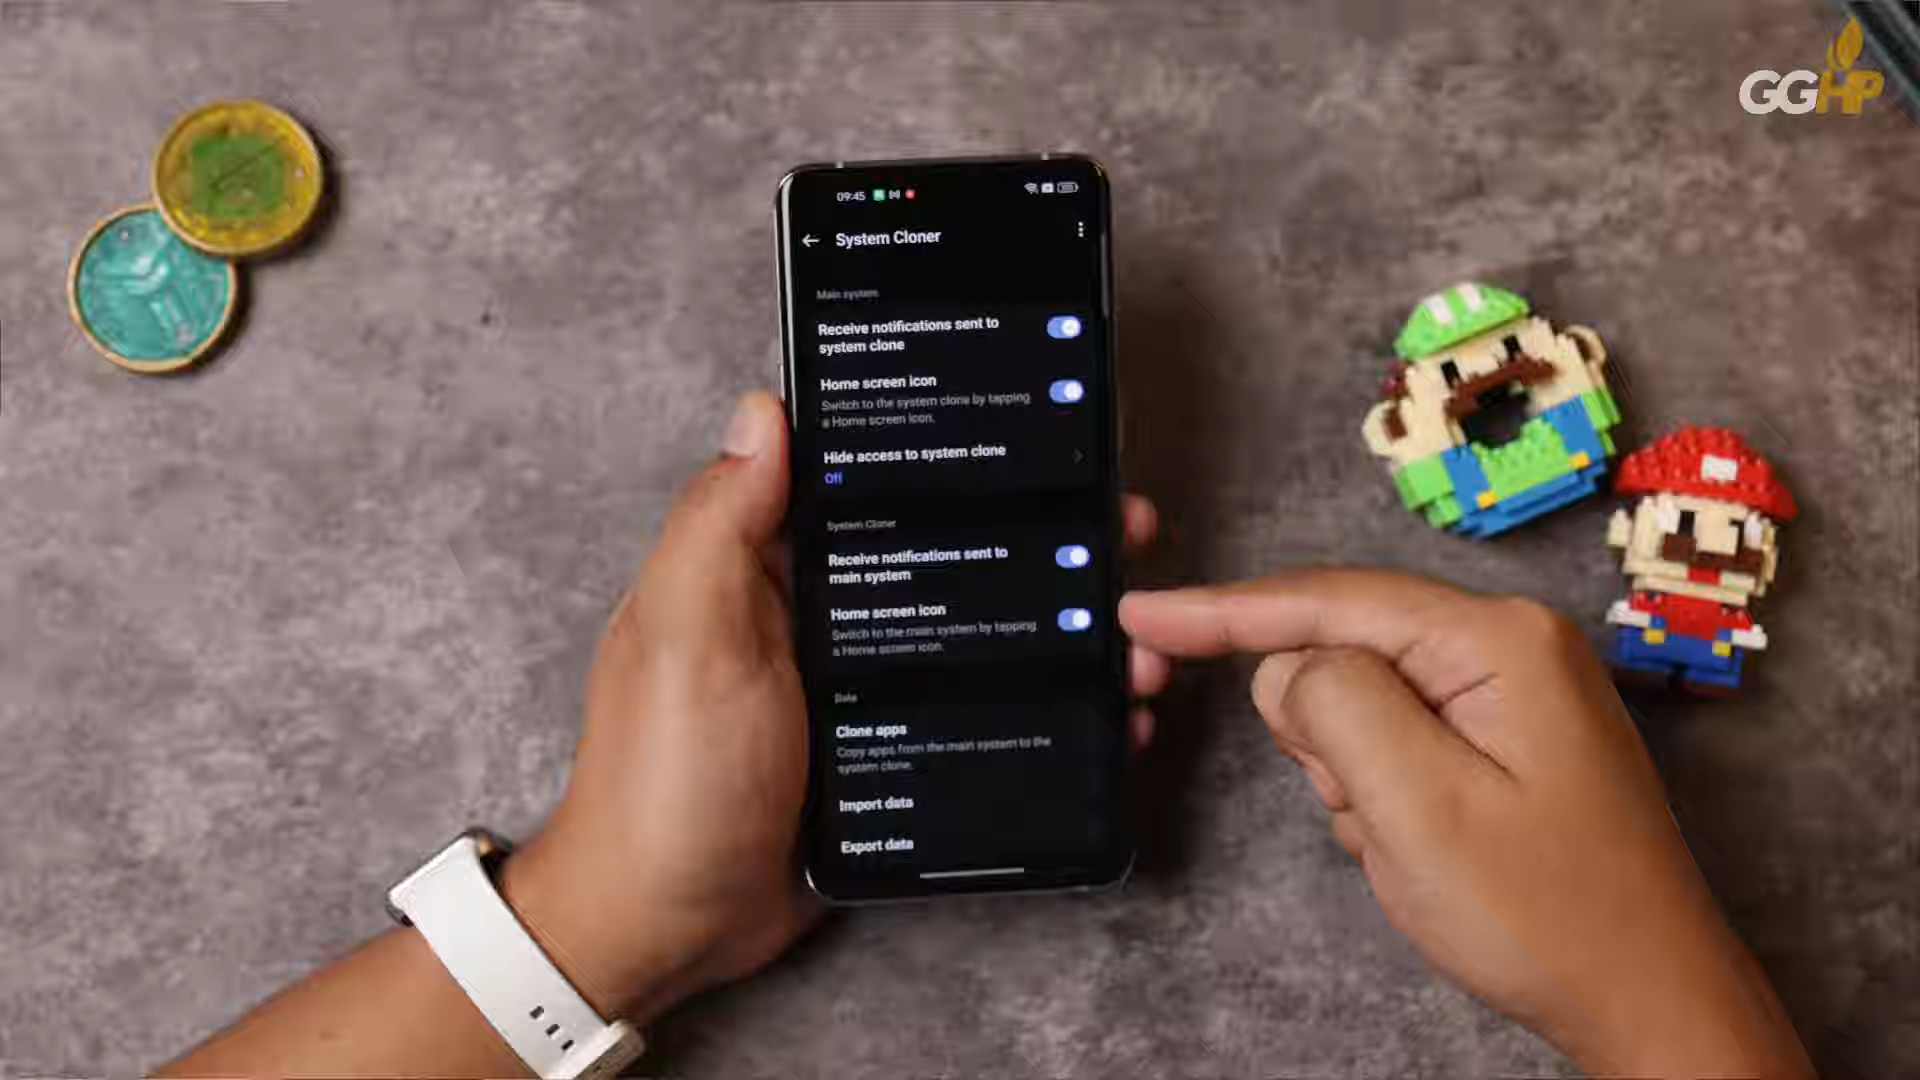 GGHP
09:45
System Cloner
Main system
Receive notifications sent to
system clone
Home screen icon
Switch to the system clone by tapping
a Home screen icon.
Hide access to system clone
Off
System Cloner
Receive notifications sent to
main system
Home screen icon
Switch to the main system by tapping
a Home screen icon.
Data
Clone apps
Copy apps from the main system to the
system clone.
Import data
Export data